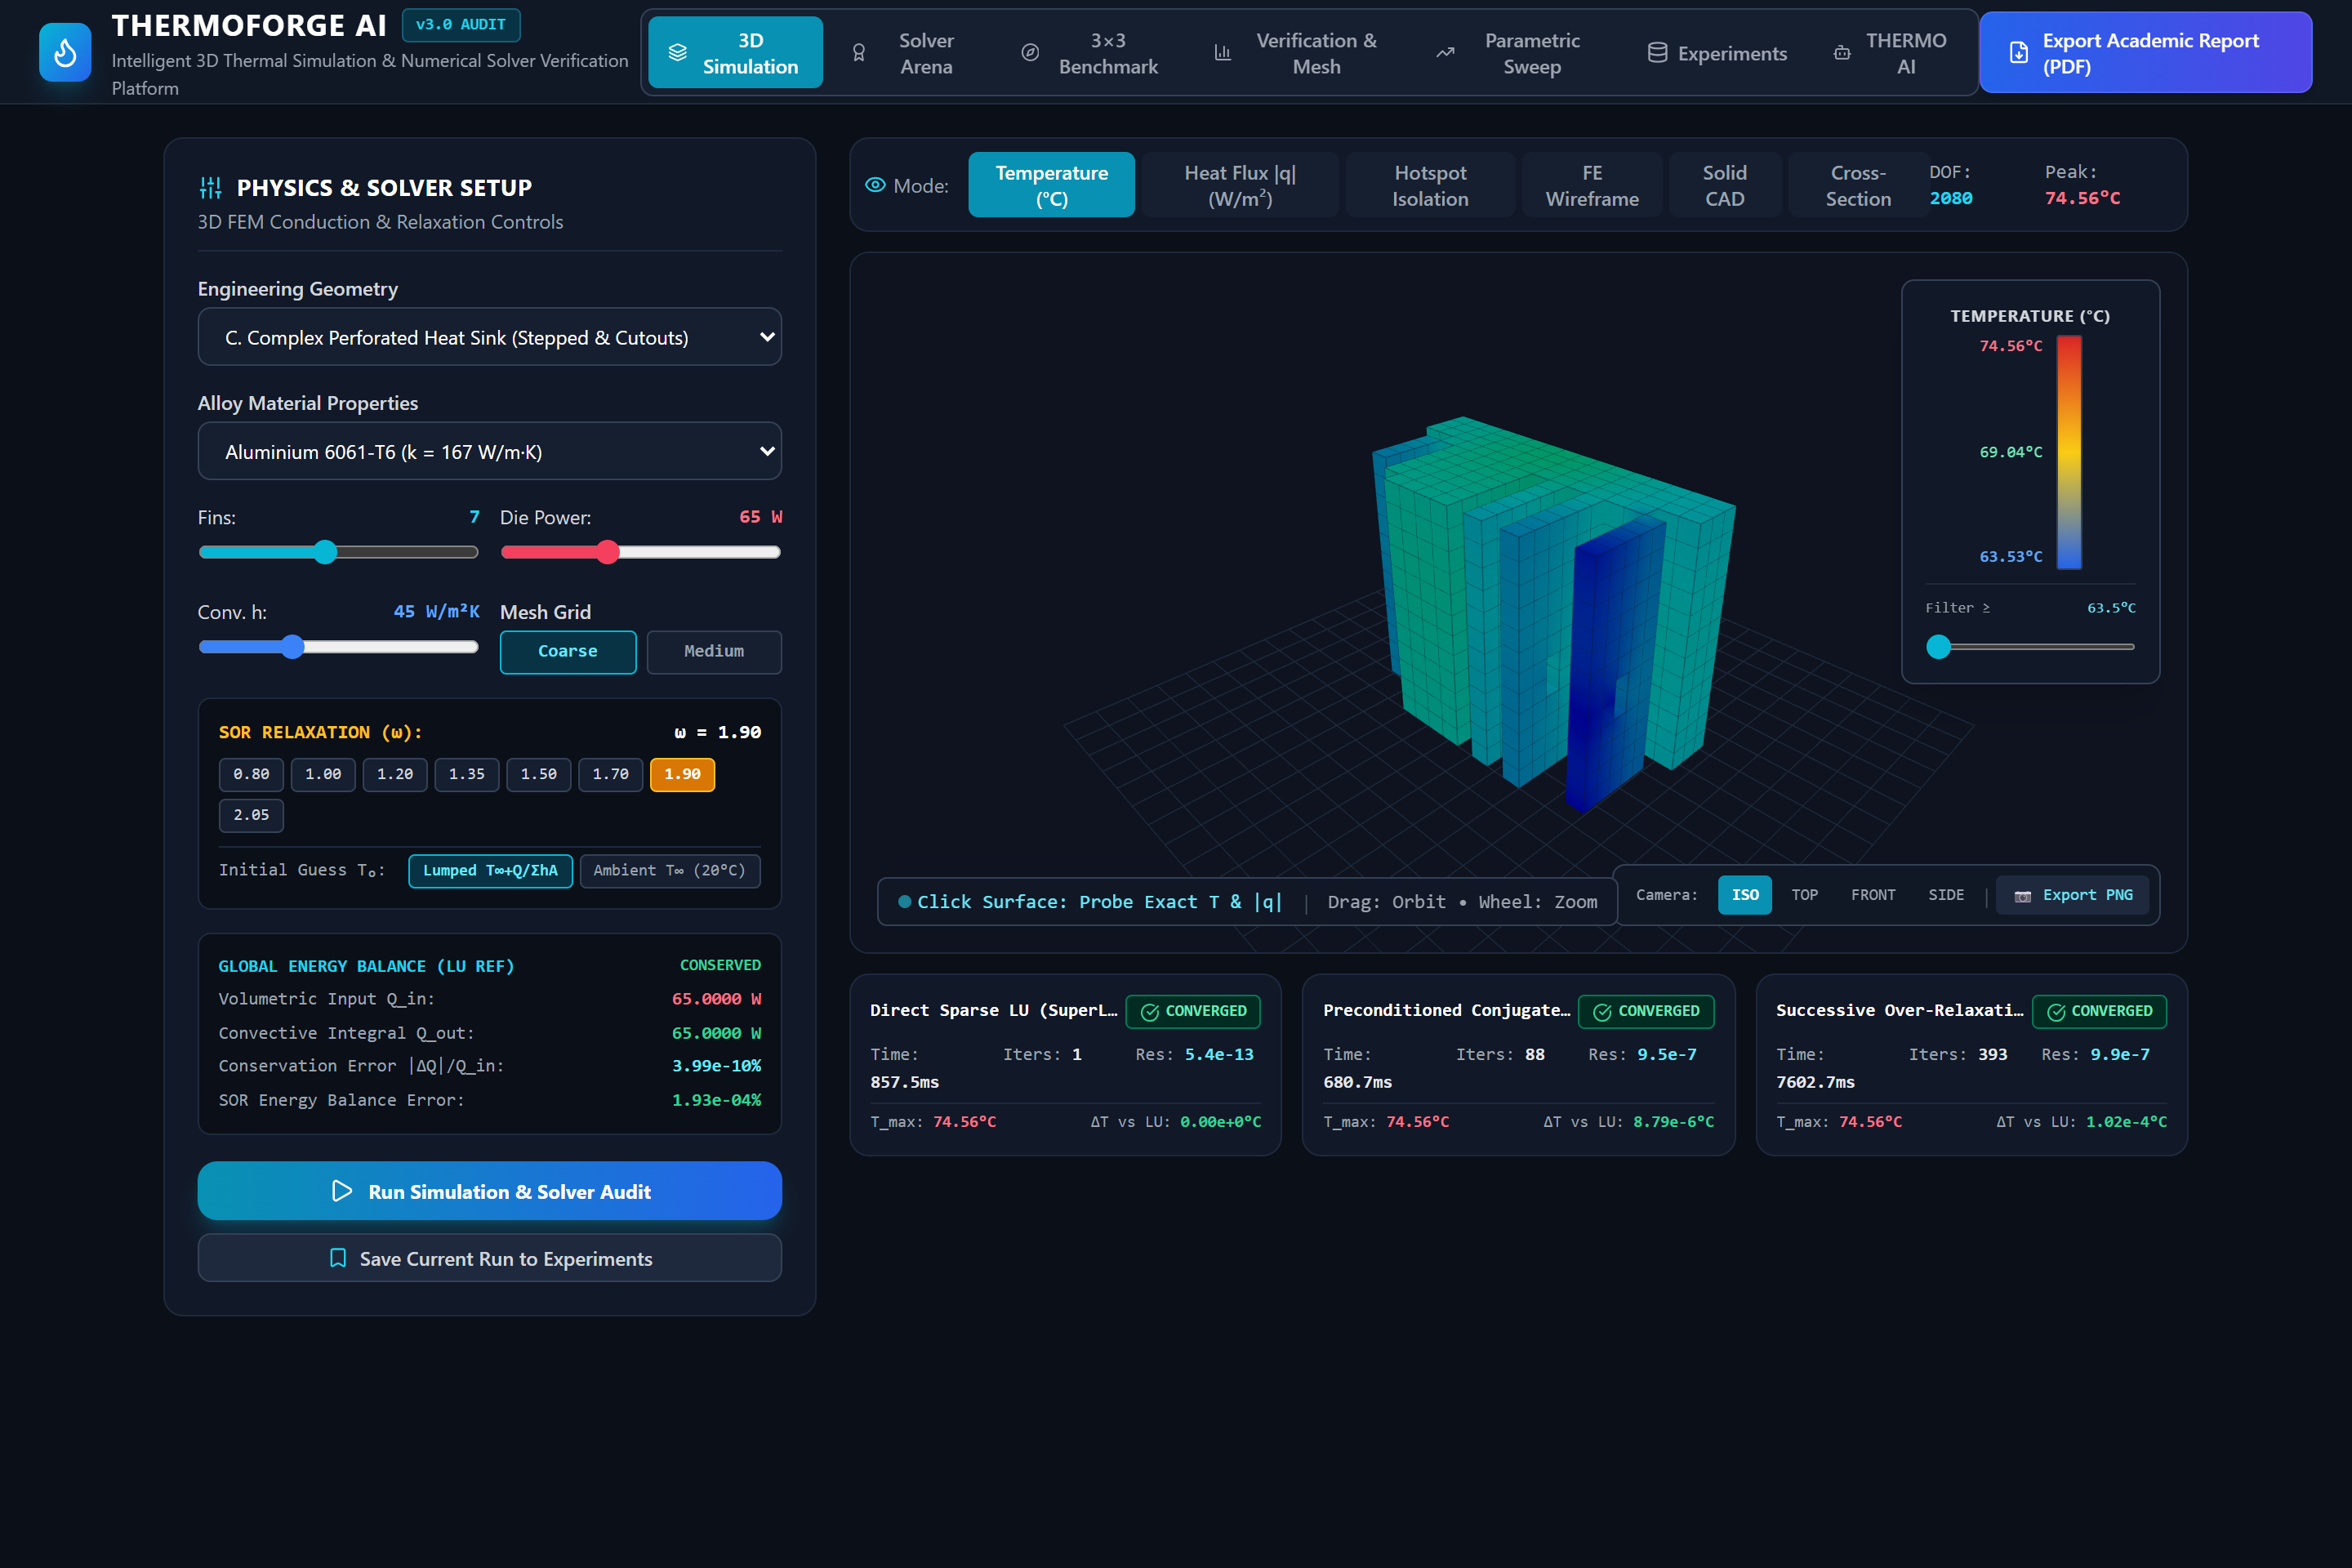 THERMOFORGE AI
v3.0 AUDIT
Intelligent 3D Thermal Simulation & Numerical Solver Verification
Platform
3D
Simulation
Solver
Arena
3×3
Benchmark
Verification &
Mesh
Parametric
Sweep
Experiments
THERMO
AI
Export Academic Report
(PDF)
PHYSICS & SOLVER SETUP
3D FEM Conduction & Relaxation Controls
Engineering Geometry
C. Complex Perforated Heat Sink (Stepped & Cutouts)
Alloy Material Properties
Aluminium 6061-T6 (k = 167 W/m·K)
Fins: 7
Die Power: 65 W
Conv. h: 45 W/m²K
Mesh Grid
Coarse
Medium
SOR RELAXATION (ω): ω = 1.90
0.80 1.00 1.20 1.35 1.50 1.70 1.90
2.05
Initial Guess T₀: Lumped T∞+Q/ΣhA Ambient T∞ (20°C)
GLOBAL ENERGY BALANCE (LU REF) CONSERVED
Volumetric Input Q_in: 65.0000 W
Convective Integral Q_out: 65.0000 W
Conservation Error |ΔQ|/Q_in: 3.99e-10%
SOR Energy Balance Error: 1.93e-04%
Run Simulation & Solver Audit
Save Current Run to Experiments
Mode:
Temperature
(°C)
Heat Flux |q|
(W/m²)
Hotspot
Isolation
FE
Wireframe
Solid
CAD
Cross-
Section
DOF:
2080
Peak:
74.56°C
TEMPERATURE (°C)
74.56°C
69.04°C
63.53°C
Filter ≥ 63.5°C
Click Surface: Probe Exact T & |q| | Drag: Orbit • Wheel: Zoom
Camera: ISO TOP FRONT SIDE | Export PNG
Direct Sparse LU (SuperL… CONVERGED
Time: Iters: 1 Res: 5.4e-13
857.5ms
T_max: 74.56°C ΔT vs LU: 0.00e+0°C
Preconditioned Conjugate… CONVERGED
Time: Iters: 88 Res: 9.5e-7
680.7ms
T_max: 74.56°C ΔT vs LU: 8.79e-6°C
Successive Over-Relaxati… CONVERGED
Time: Iters: 393 Res: 9.9e-7
7602.7ms
T_max: 74.56°C ΔT vs LU: 1.02e-4°C